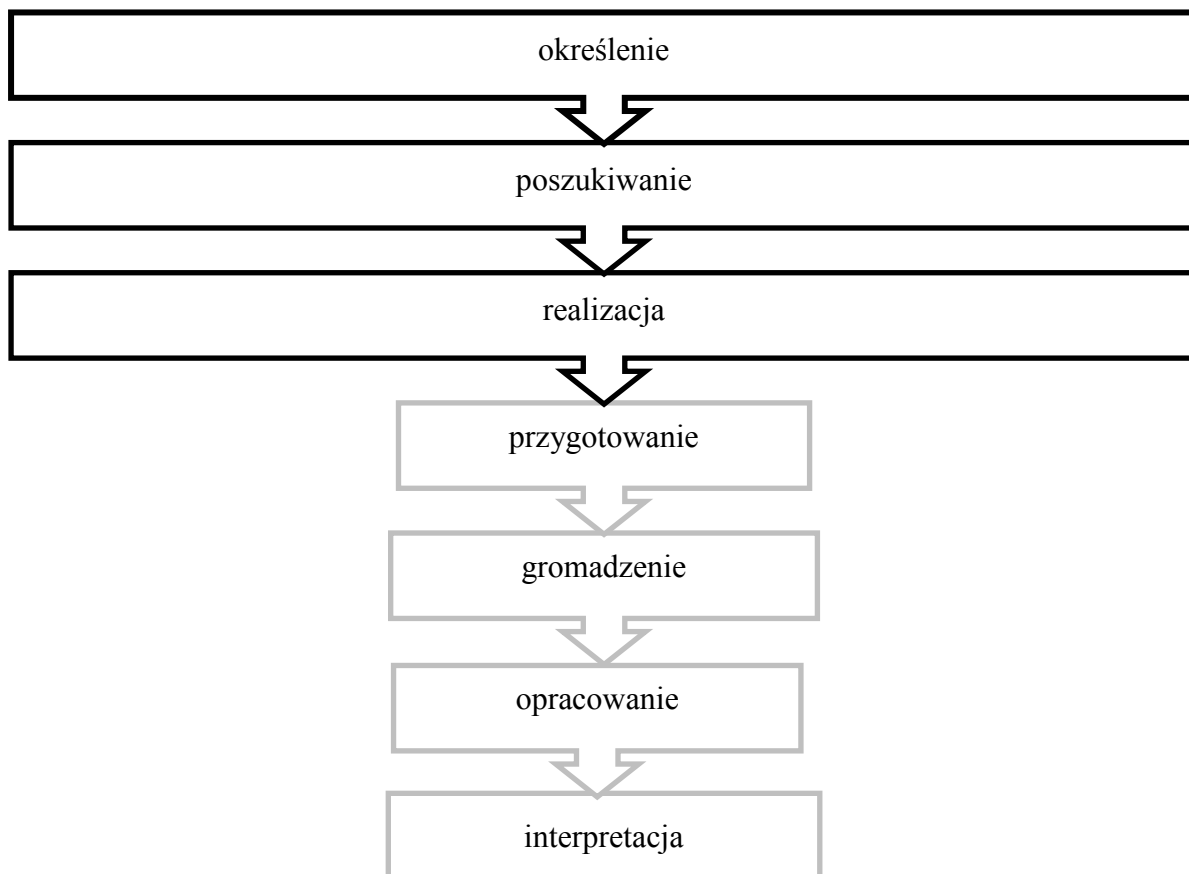 określenie
poszukiwanie
realizacja
przygotowanie
gromadzenie
opracowanie
interpretacja